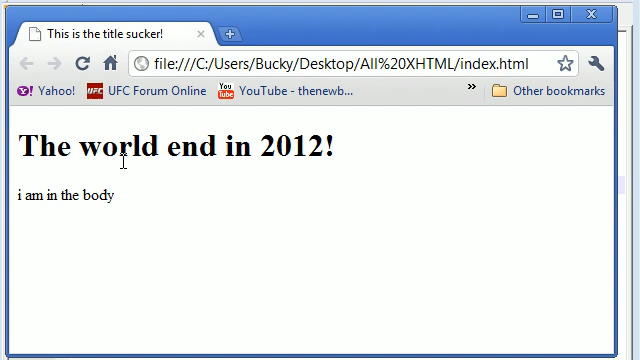 This is the title sucker!
file:///C:/Users/Bucky/Desktop/All%20XHTML/index.html
Yahoo! UFC UFC Forum Online You Tube YouTube - thenewb... » Other bookmarks
The world end in 2012!
i am in the body